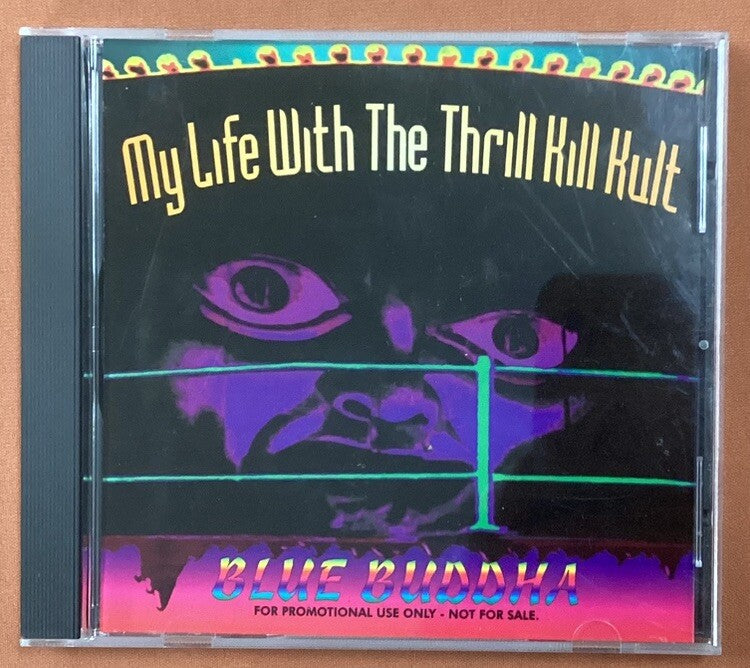 My Life With The Thrill Kill Kult
BLUE BUDDHA
FOR PROMOTIONAL USE ONLY - NOT FOR SALE.